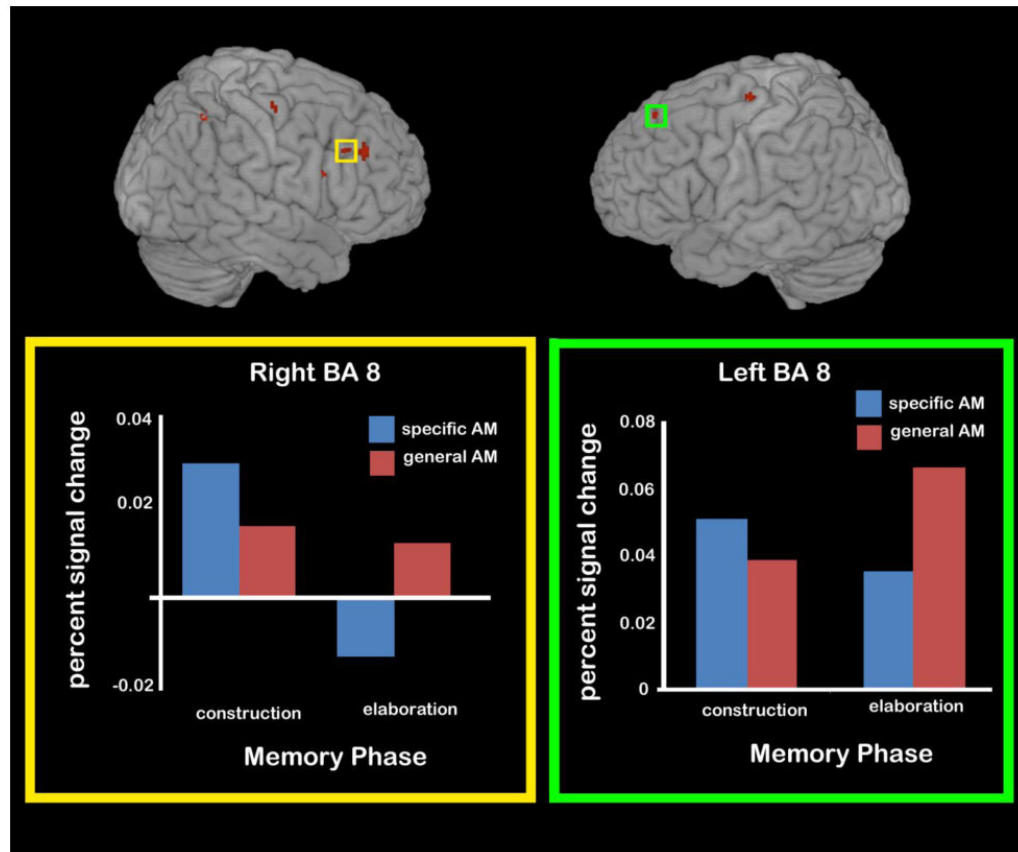 Right BA 8
percent signal change
0.04
0.02
-0.02
specific AM
general AM
construction
elaboration
Memory Phase
Left BA 8
percent signal change
0.08
0.06
0.04
0.02
0
specific AM
general AM
construction
elaboration
Memory Phase